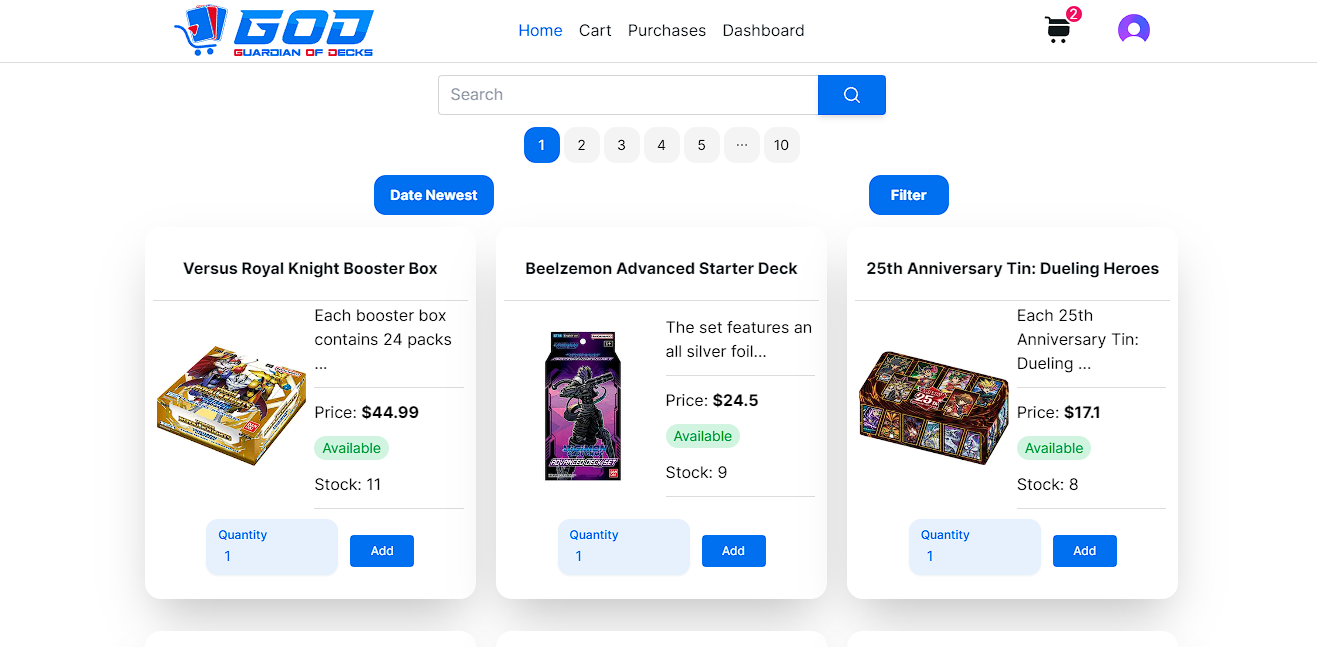 GOD
GUARDIAN OF DECKS
Home Cart Purchases Dashboard
2
Search
1 2 3 4 5 ... 10
Date Newest
Filter
Versus Royal Knight Booster Box
Each booster box
contains 24 packs
...
Price: $44.99
Available
Stock: 11
Quantity
1
Add
Beelzemon Advanced Starter Deck
The set features an
all silver foil...
Price: $24.5
Available
Stock: 9
ADVANCED DECK SET
Quantity
1
Add
25th Anniversary Tin: Dueling Heroes
Each 25th
Anniversary Tin:
Dueling ...
Price: $17.1
Available
Stock: 8
25th
Quantity
1
Add